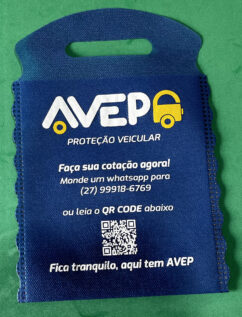 AVEP
PROTEÇÃO VEICULAR
Faça sua cotação agora!
Mande um whatsapp para
(27) 99918-6769
ou leia o QR CODE abaixo
Fica tranquilo, aqui tem AVEP